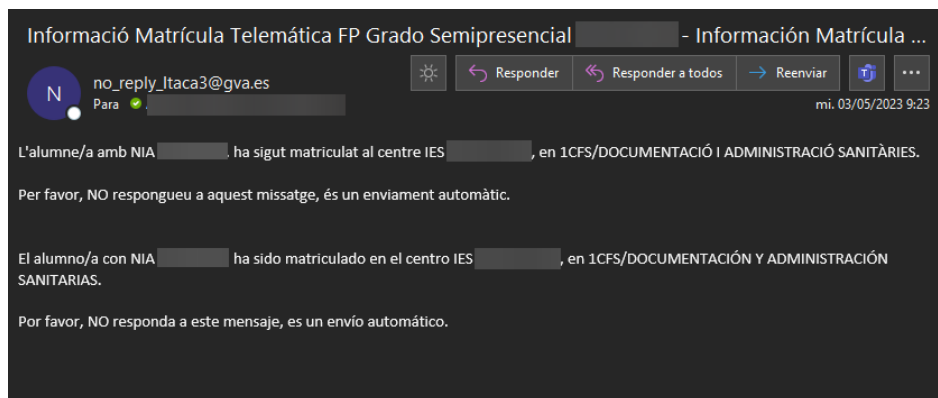 Informació Matrícula Telemática FP Grado Semipresencial - Información Matrícula ...
N
no_reply_Itaca3@gva.es
Para
Responder
Responder a todos
Reenviar
mi. 03/05/2023 9:23
L'alumne/a amb NIA , ha sigut matriculat al centre IES , en 1CFS/DOCUMENTACIÓ I ADMINISTRACIÓ SANITÀRIES.
Per favor, NO respongueu a aquest missatge, és un enviament automàtic.
El alumno/a con NIA ha sido matriculado en el centro IES , en 1CFS/DOCUMENTACIÓN Y ADMINISTRACIÓN
SANITARIAS.
Por favor, NO responda a este mensaje, es un envío automático.